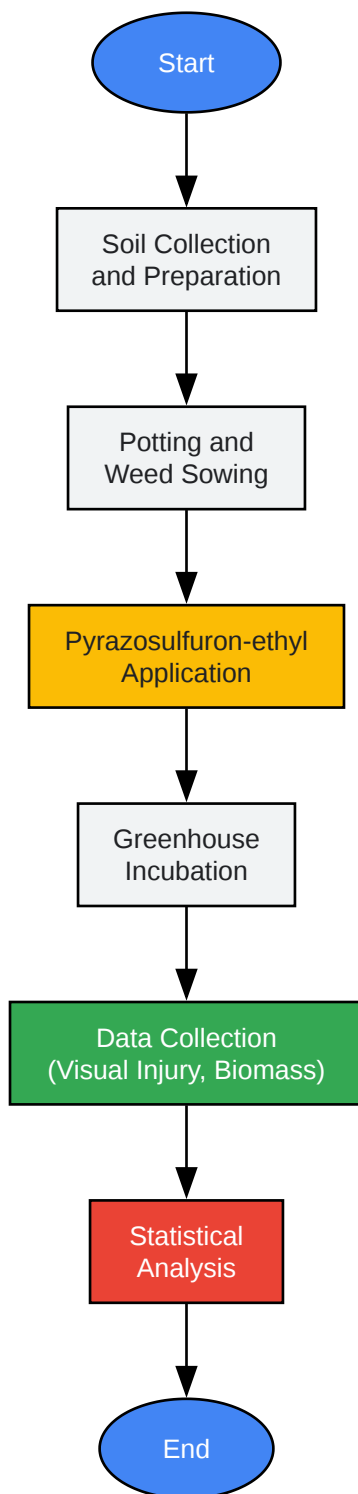 Start
Soil Collection
and Preparation
Potting and
Weed Sowing
Pyrazosulfuron-ethyl
Application
Greenhouse
Incubation
Data Collection
(Visual Injury, Biomass)
Statistical
Analysis
End